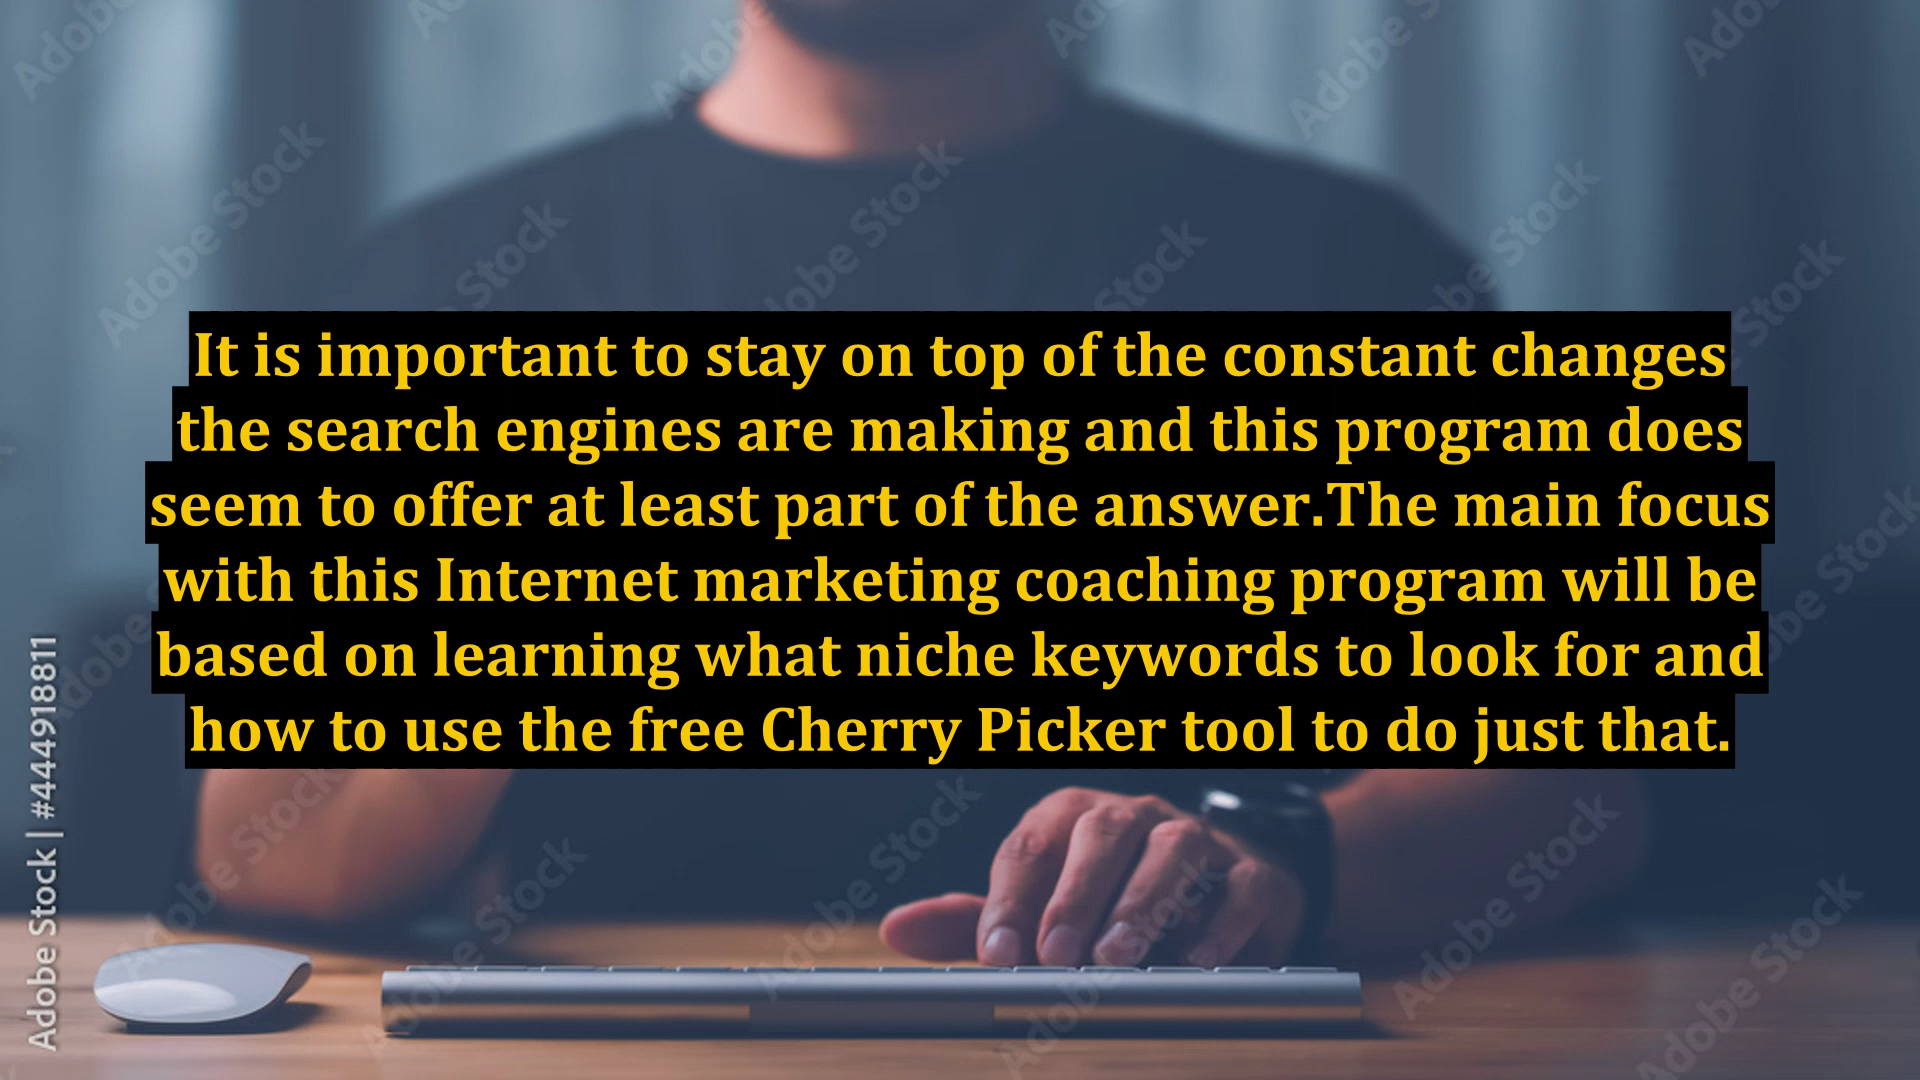 It is important to stay on top of the constant changes
the search engines are making and this program does
seem to offer at least part of the answer.The main focus
with this Internet marketing coaching program will be
based on learning what niche keywords to look for and
how to use the free Cherry Picker tool to do just that.
Adobe Stock | #444918811
Adobe Stock